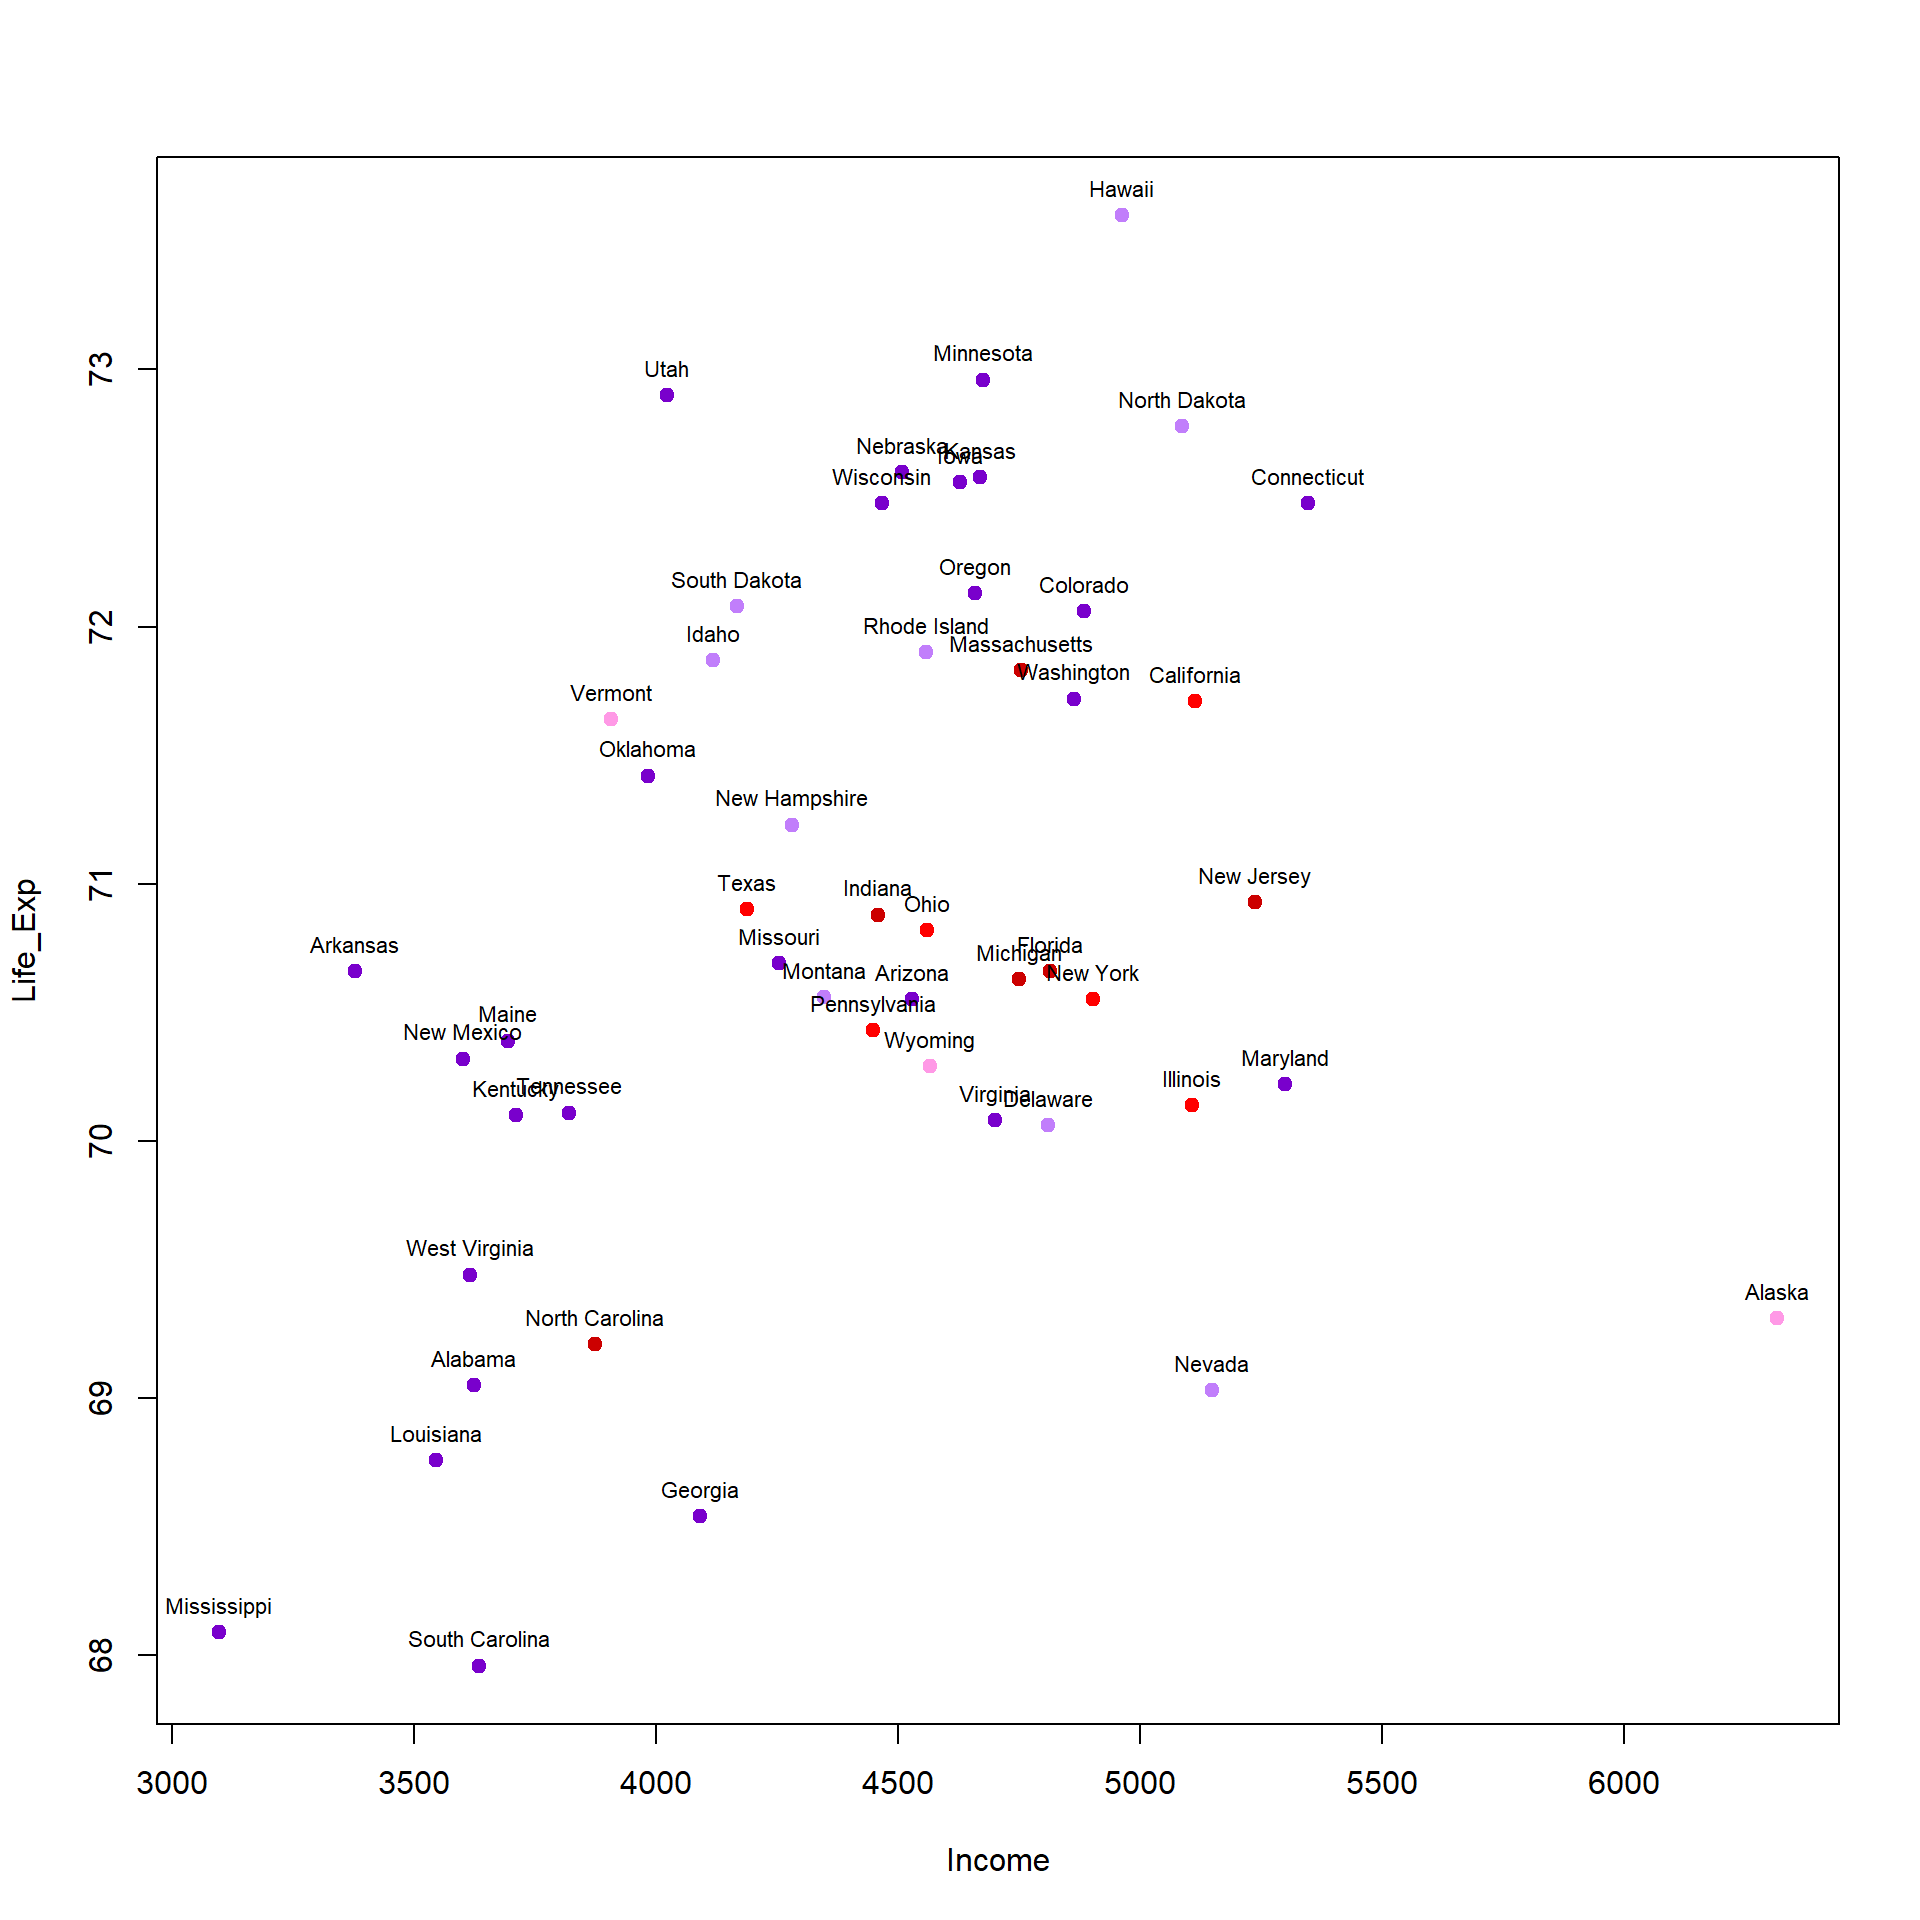 Hawaii
Minnesota
Utah
North Dakota
Nebraska
Kansas
Iowa
Wisconsin
Connecticut
Oregon
South Dakota
Colorado
Rhode Island
Idaho
Massachusetts
Washington
California
Vermont
Oklahoma
New Hampshire
New Jersey
Texas
Indiana
Ohio
Missouri
Arkansas
Florida
Michigan
Montana
Arizona
New York
Pennsylvania
Maine
New Mexico
Wyoming
Maryland
Illinois
Tennessee
Kentucky
Virginia
Delaware
West Virginia
Alaska
North Carolina
Alabama
Nevada
Louisiana
Georgia
Mississippi
South Carolina
73
72
71
70
69
68
Life_Exp
3000 3500 4000 4500 5000 5500 6000
Income